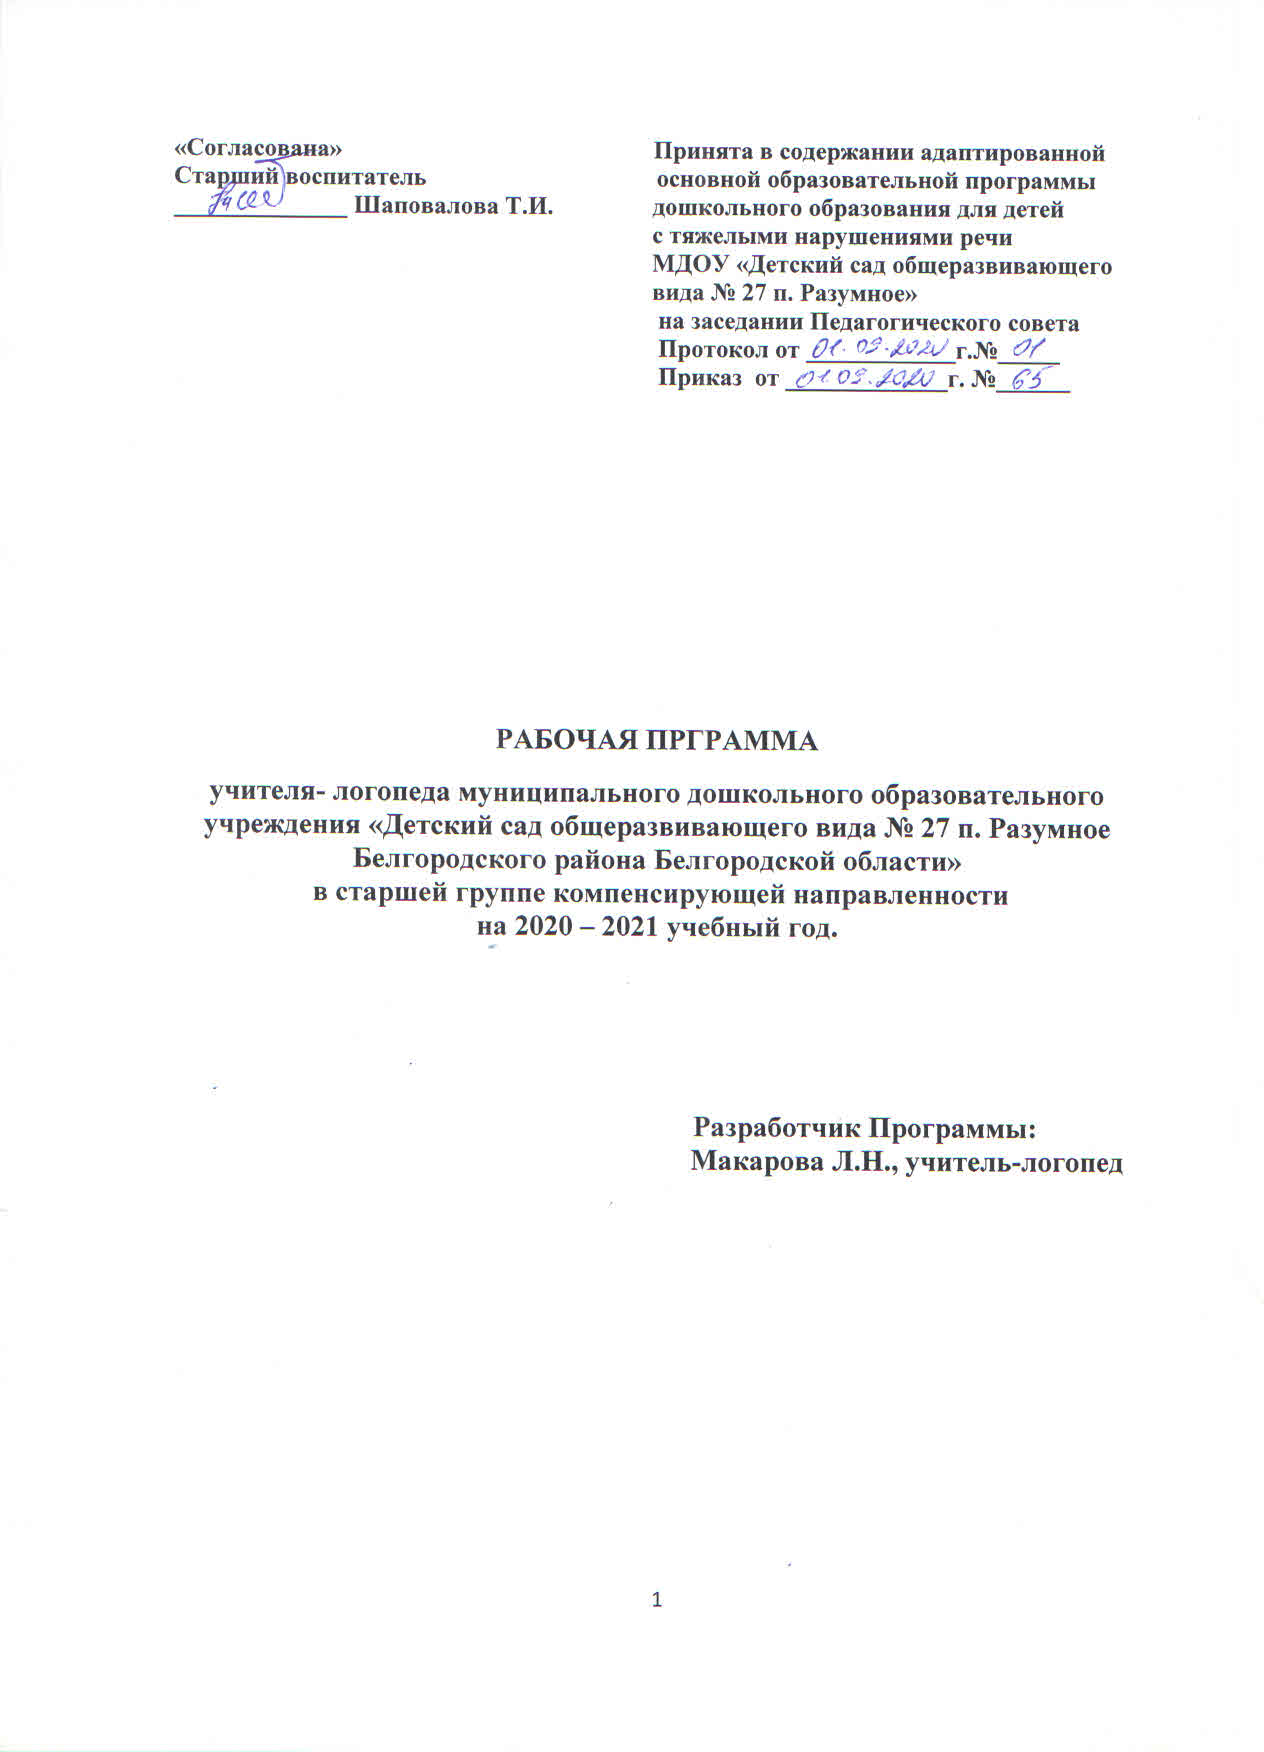 «Согласована»
Старший воспитатель
_____________ Шаповалова Т.И.
Принята в содержании адаптированной
основной образовательной программы
дошкольного образования для детей
с тяжелыми нарушениями речи
МДОУ «Детский сад общеразвивающего
вида № 27 п. Разумное»
на заседании Педагогического совета
Протокол от 01.09.2020 г.№ 01
Приказ от 01.09.2020 г. № 65
РАБОЧАЯ ПРГРАММА
учителя- логопеда муниципального дошкольного образовательного
учреждения «Детский сад общеразвивающего вида № 27 п. Разумное
Белгородского района Белгородской области»
в старшей группе компенсирующей направленности
на 2020 – 2021 учебный год.
Разработчик Программы:
Макарова Л.Н., учитель-логопед
1